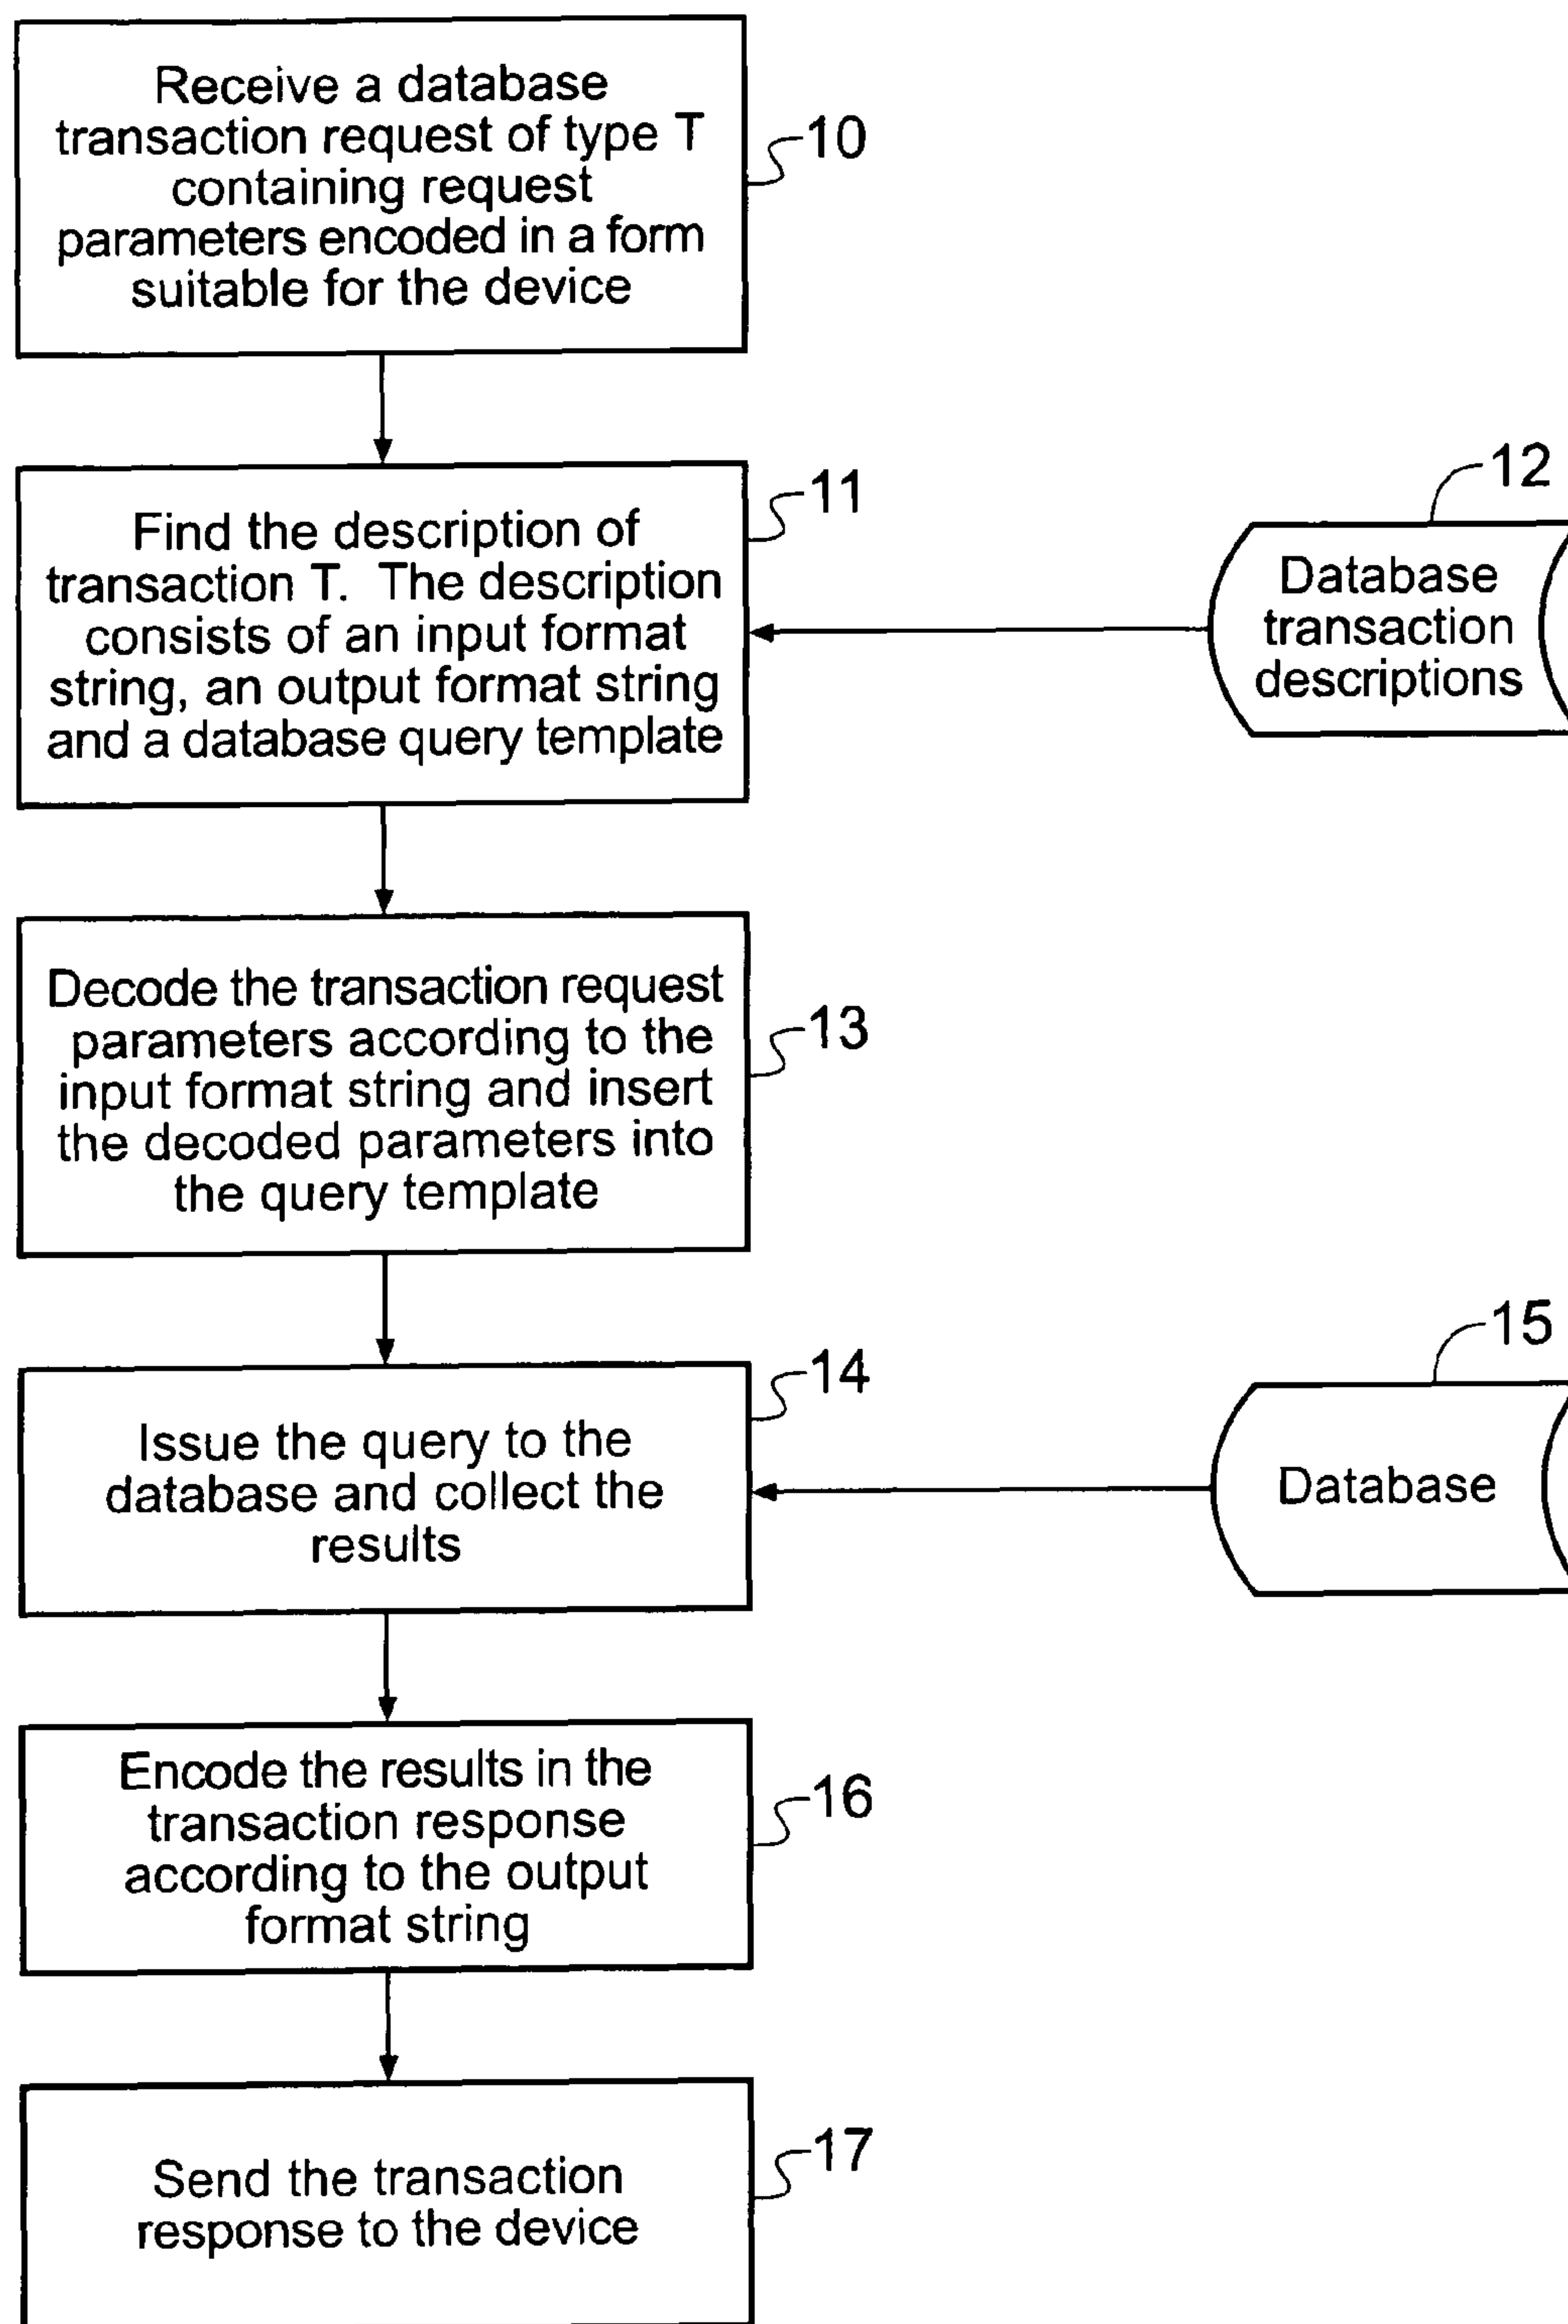 Receive a database
transaction request of type T
containing request
parameters encoded in a form
suitable for the device
10
Find the description of
transaction T. The description
consists of an input format
string, an output format string
and a database query template
11
12
Database
transaction
descriptions
Decode the transaction request
parameters according to the
input format string and insert
the decoded parameters into
the query template
13
Issue the query to the
database and collect the
results
14
15
Database
Encode the results in the
transaction response
according to the output
format string
16
Send the transaction
response to the device
17